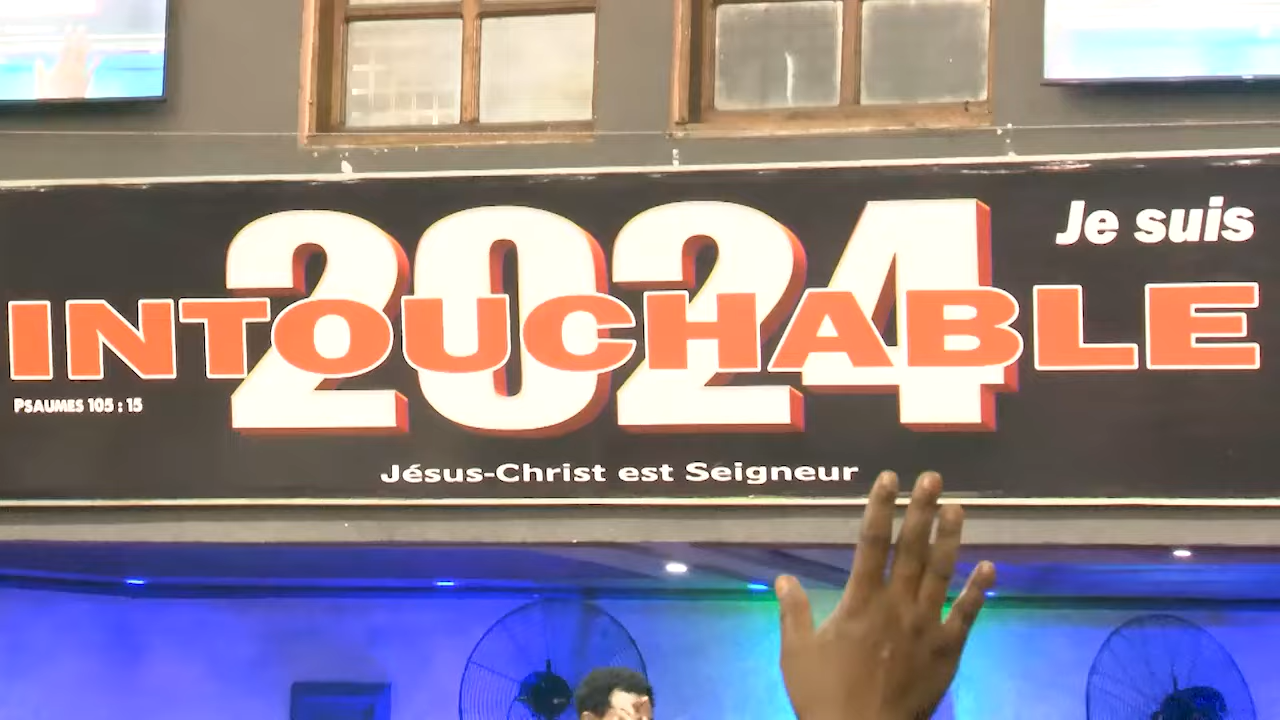 2024
Je suis
INTOUCHABLE
PSAUMES 105 : 15
Jésus-Christ est Seigneur